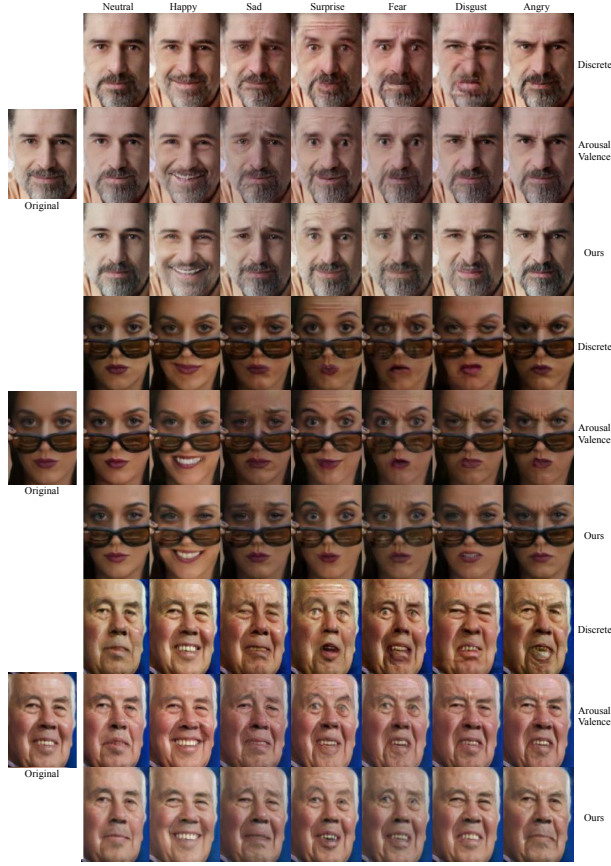 Neutral Happy Sad Surprise Fear Disgust Angry
Discrete
Arousal
Valence
Original
Ours
Discrete
Arousal
Valence
Original
Ours
Discrete
Arousal
Valence
Original
Ours